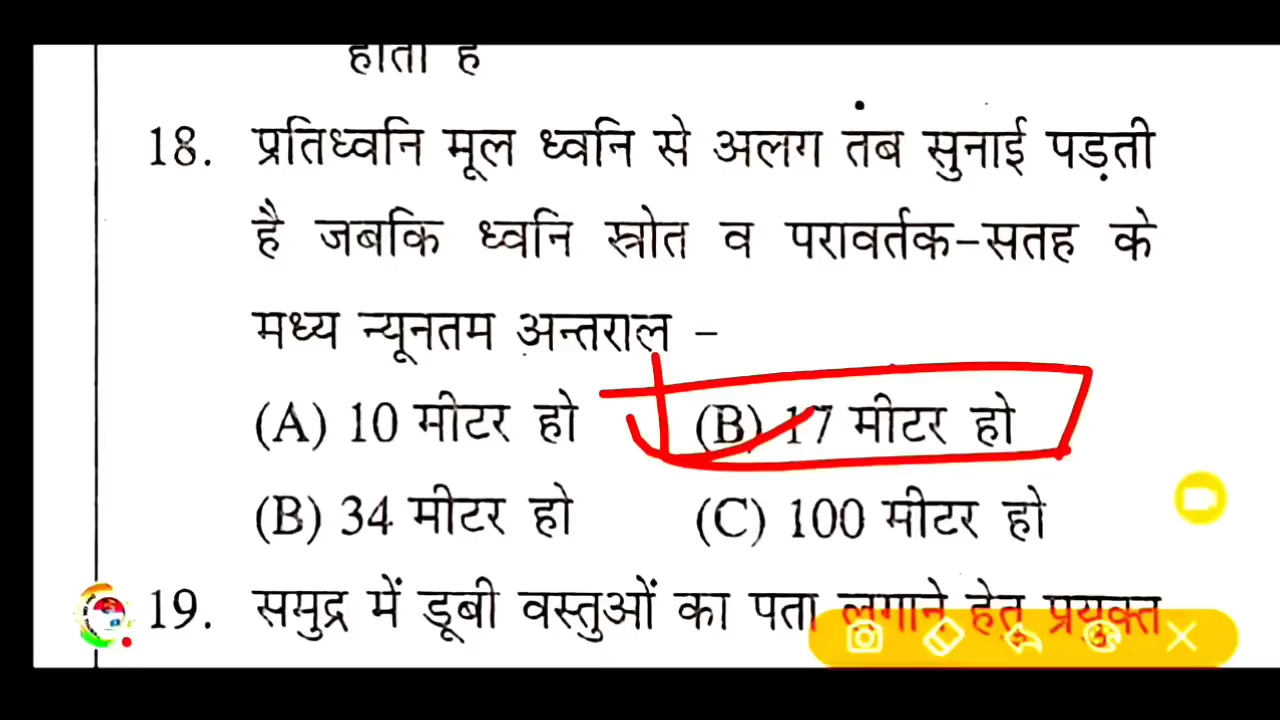 होता है
18. प्रतिध्वनि मूल ध्वनि से अलग तब सुनाई पड़ती
है जबकि ध्वनि स्त्रोत व परावर्तक-सतह के
मध्य न्यूनतम अन्तराल -
(A) 10 मीटर हो (B) 17 मीटर हो
(B) 34 मीटर हो (C) 100 मीटर हो
19. समुद्र में डूबी वस्तुओं का पता लगाने हेतु प्रयुक्त